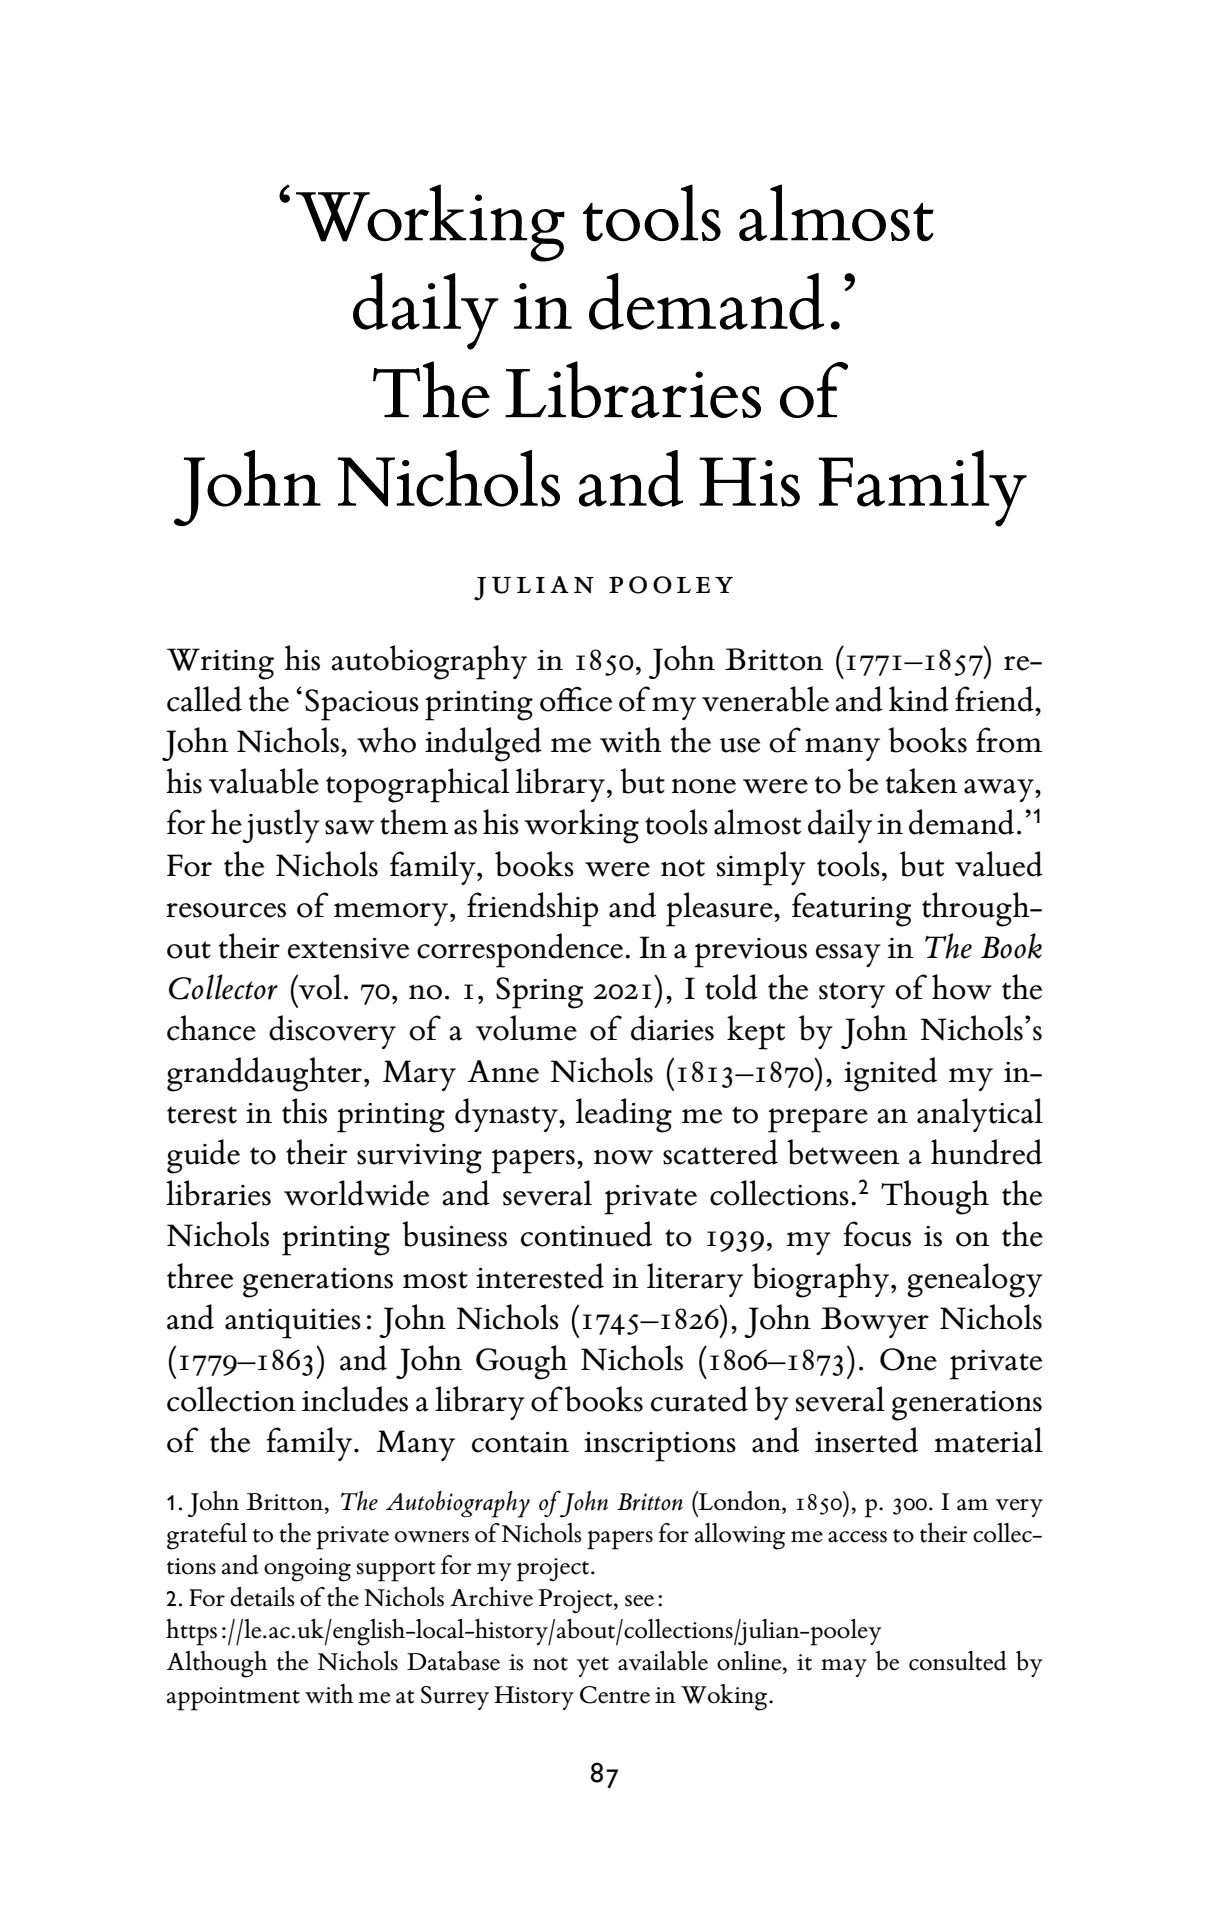 ‘Working tools almost
daily in demand.’
The Libraries of
John Nichols and His Family
JULIAN POOLEY
Writing his autobiography in 1850, John Britton (1771–1857) re-
called the ‘Spacious printing office of my venerable and kind friend,
John Nichols, who indulged me with the use of many books from
his valuable topographical library, but none were to be taken away,
for he justly saw them as his working tools almost daily in demand.’1
For the Nichols family, books were not simply tools, but valued
resources of memory, friendship and pleasure, featuring through-
out their extensive correspondence. In a previous essay in The Book
Collector (vol. 70, no. 1, Spring 2021), I told the story of how the
chance discovery of a volume of diaries kept by John Nichols’s
granddaughter, Mary Anne Nichols (1813–1870), ignited my in-
terest in this printing dynasty, leading me to prepare an analytical
guide to their surviving papers, now scattered between a hundred
libraries worldwide and several private collections.2 Though the
Nichols printing business continued to 1939, my focus is on the
three generations most interested in literary biography, genealogy
and antiquities: John Nichols (1745–1826), John Bowyer Nichols
(1779–1863) and John Gough Nichols (1806–1873). One private
collection includes a library of books curated by several generations
of the family. Many contain inscriptions and inserted material
1. John Britton, The Autobiography of John Britton (London, 1850), p. 300. I am very
grateful to the private owners of Nichols papers for allowing me access to their collec-
tions and ongoing support for my project.
2. For details of the Nichols Archive Project, see:
https://le.ac.uk/english-local-history/about/collections/julian-pooley
Although the Nichols Database is not yet available online, it may be consulted by
appointment with me at Surrey History Centre in Woking.
87